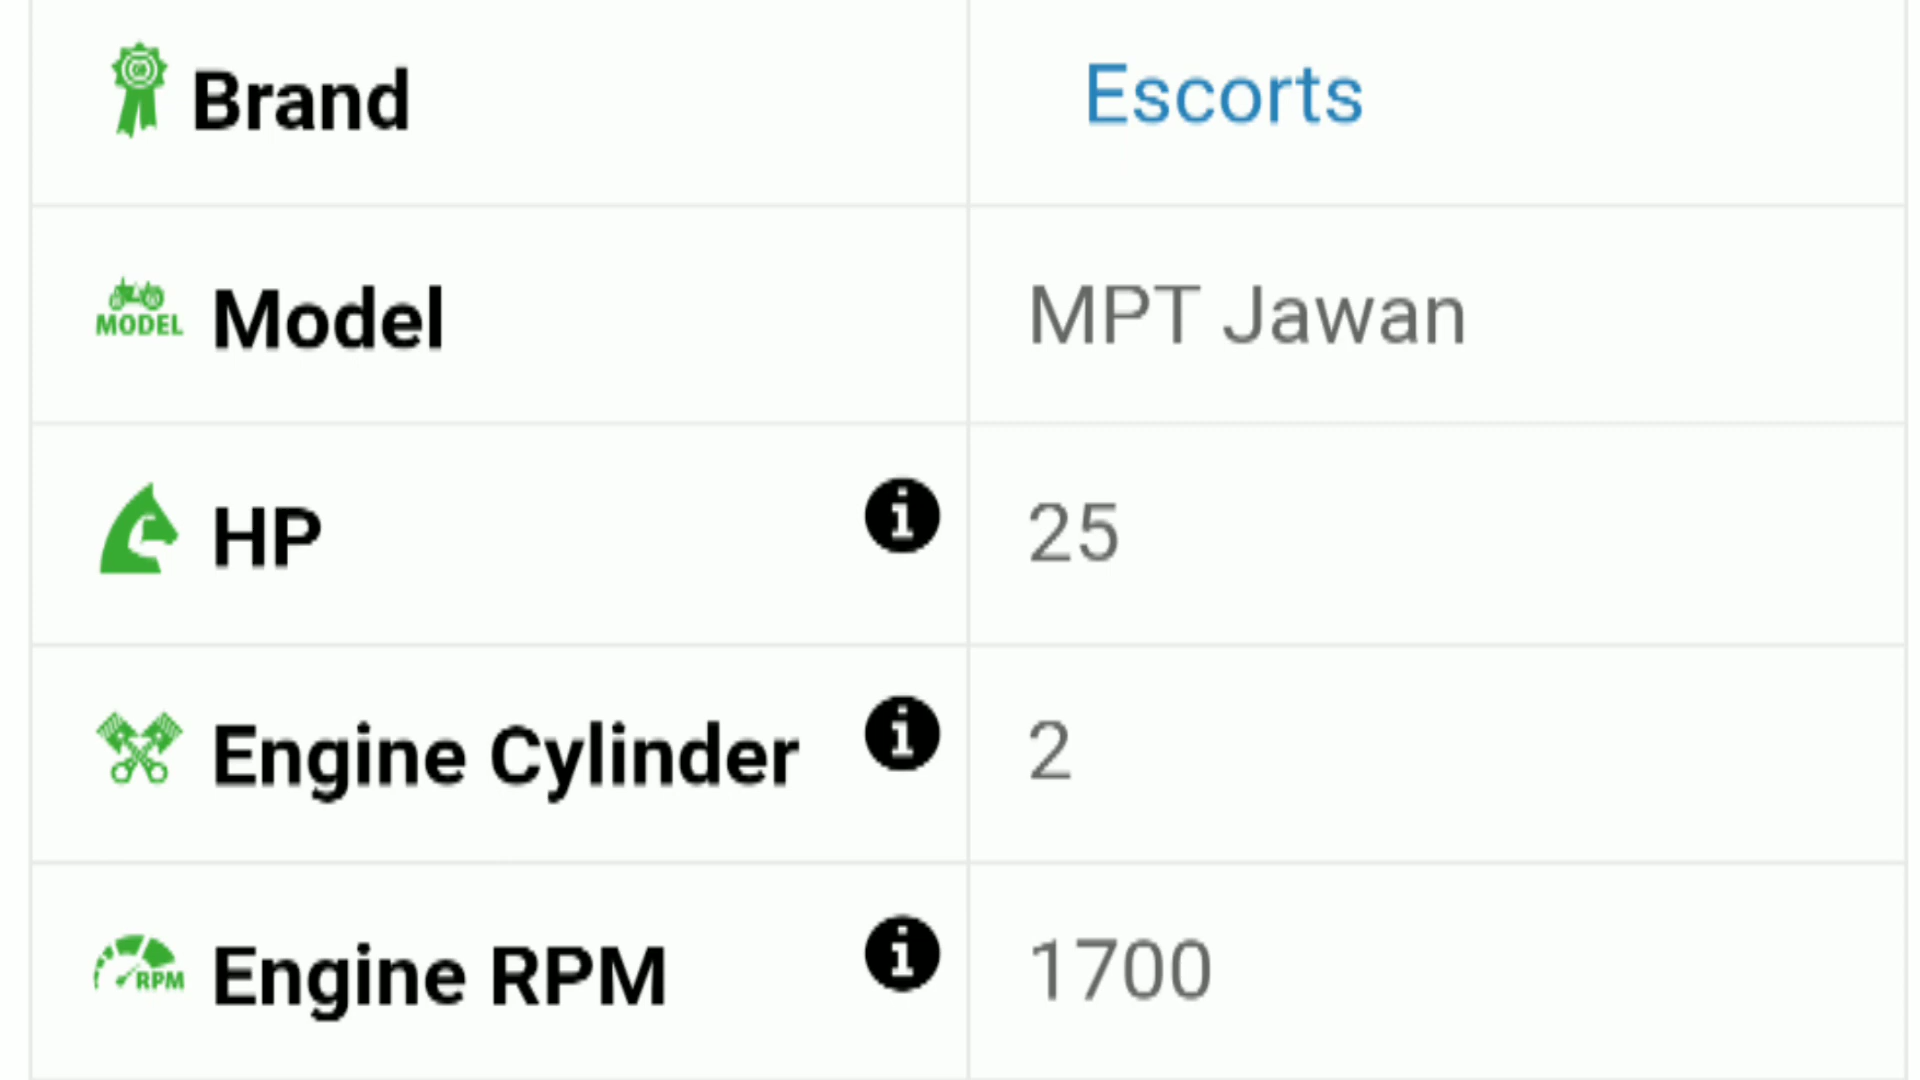 Brand
Escorts
MODEL
Model
MPT Jawan
HP
25
Engine Cylinder
2
RPM
Engine RPM
1700